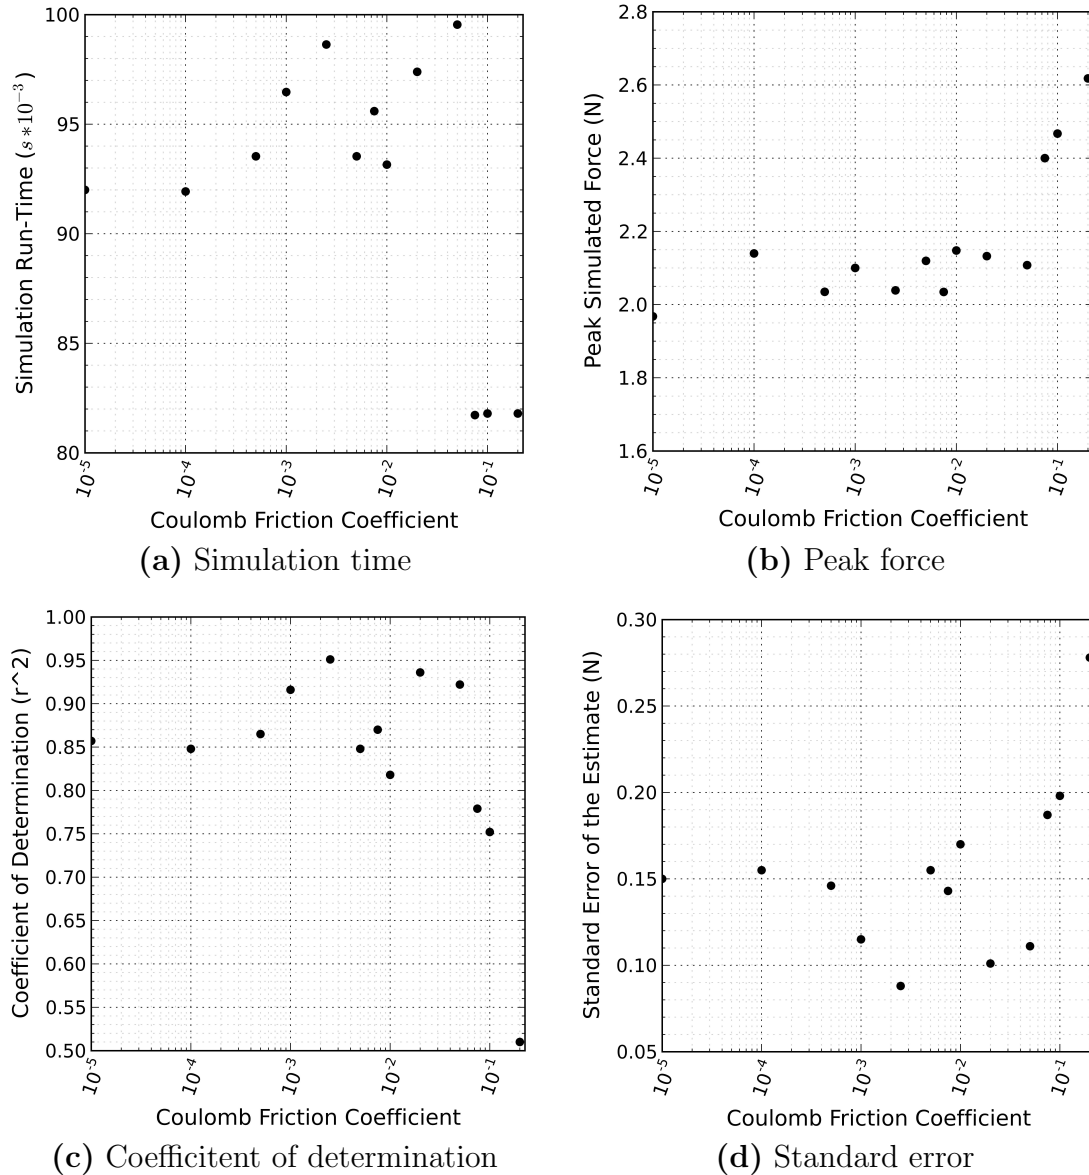 100
95
90
85
80
Simulation Run-Time (s∗10⁻³)
10⁻⁵ 10⁻⁴ 10⁻³ 10⁻² 10⁻¹
Coulomb Friction Coefficient
(a) Simulation time
2.8
2.6
2.4
2.2
2.0
1.8
1.6
Peak Simulated Force (N)
10⁻⁵ 10⁻⁴ 10⁻³ 10⁻² 10⁻¹
Coulomb Friction Coefficient
(b) Peak force
1.00
0.95
0.90
0.85
0.80
0.75
0.70
0.65
0.60
0.55
0.50
Coefficient of Determination (r^2)
10⁻⁵ 10⁻⁴ 10⁻³ 10⁻² 10⁻¹
Coulomb Friction Coefficient
(c) Coefficitent of determination
0.30
0.25
0.20
0.15
0.10
0.05
Standard Error of the Estimate (N)
10⁻⁵ 10⁻⁴ 10⁻³ 10⁻² 10⁻¹
Coulomb Friction Coefficient
(d) Standard error